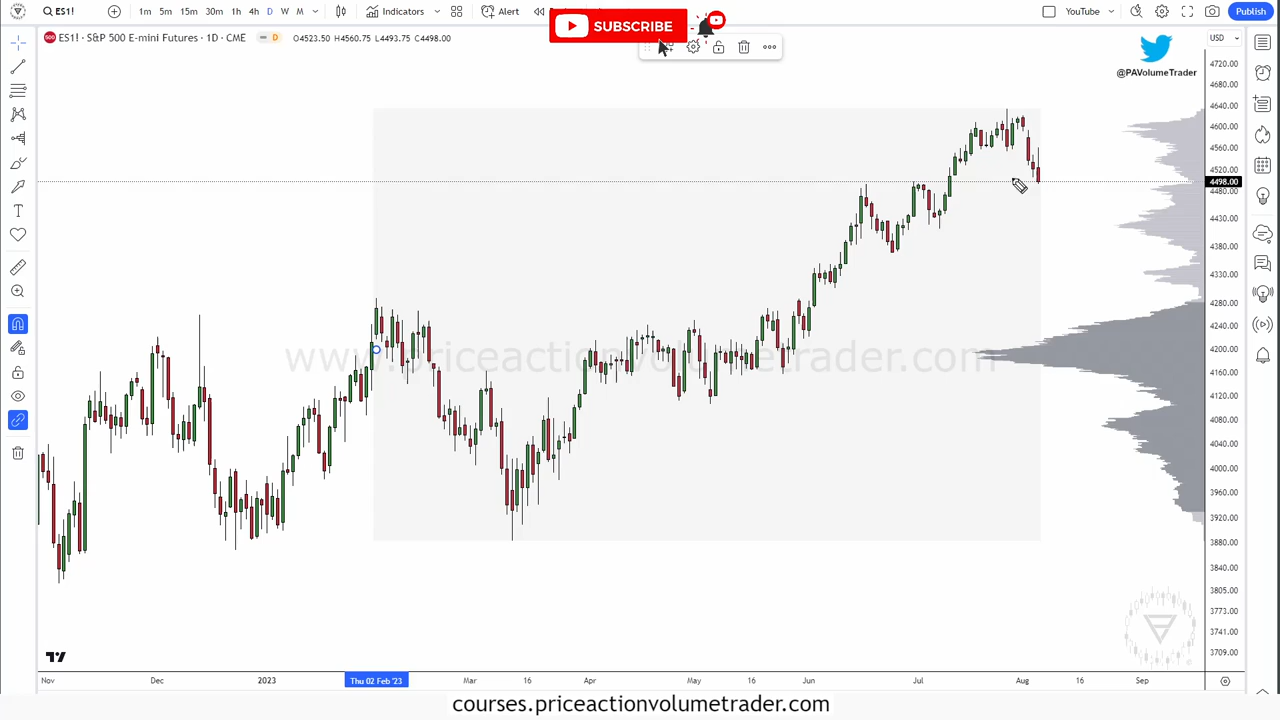 ES1!
1m 5m 15m 30m 1h 4h D W M
Indicators
Alert
SUBSCRIBE
YouTube
Publish
ES1! · S&P 500 E-mini Futures · 1D · CME
D
O4523.50 H4560.75 L4493.75 C4498.00
USD
@PAVolumeTrader
4720.00
4680.00
4640.00
4600.00
4560.00
4520.00
4498.00
4480.00
4430.00
4380.00
4330.00
4280.00
4240.00
4200.00
4160.00
4120.00
4080.00
4040.00
4000.00
3960.00
3920.00
3880.00
3840.00
3805.00
3773.00
3741.00
3709.00
www.priceactionvolumetrader.com
Nov Dec 2023 Thu 02 Feb '23 Mar 16 Apr May 16 Jun Jul Aug 16 Sep
courses.priceactionvolumetrader.com